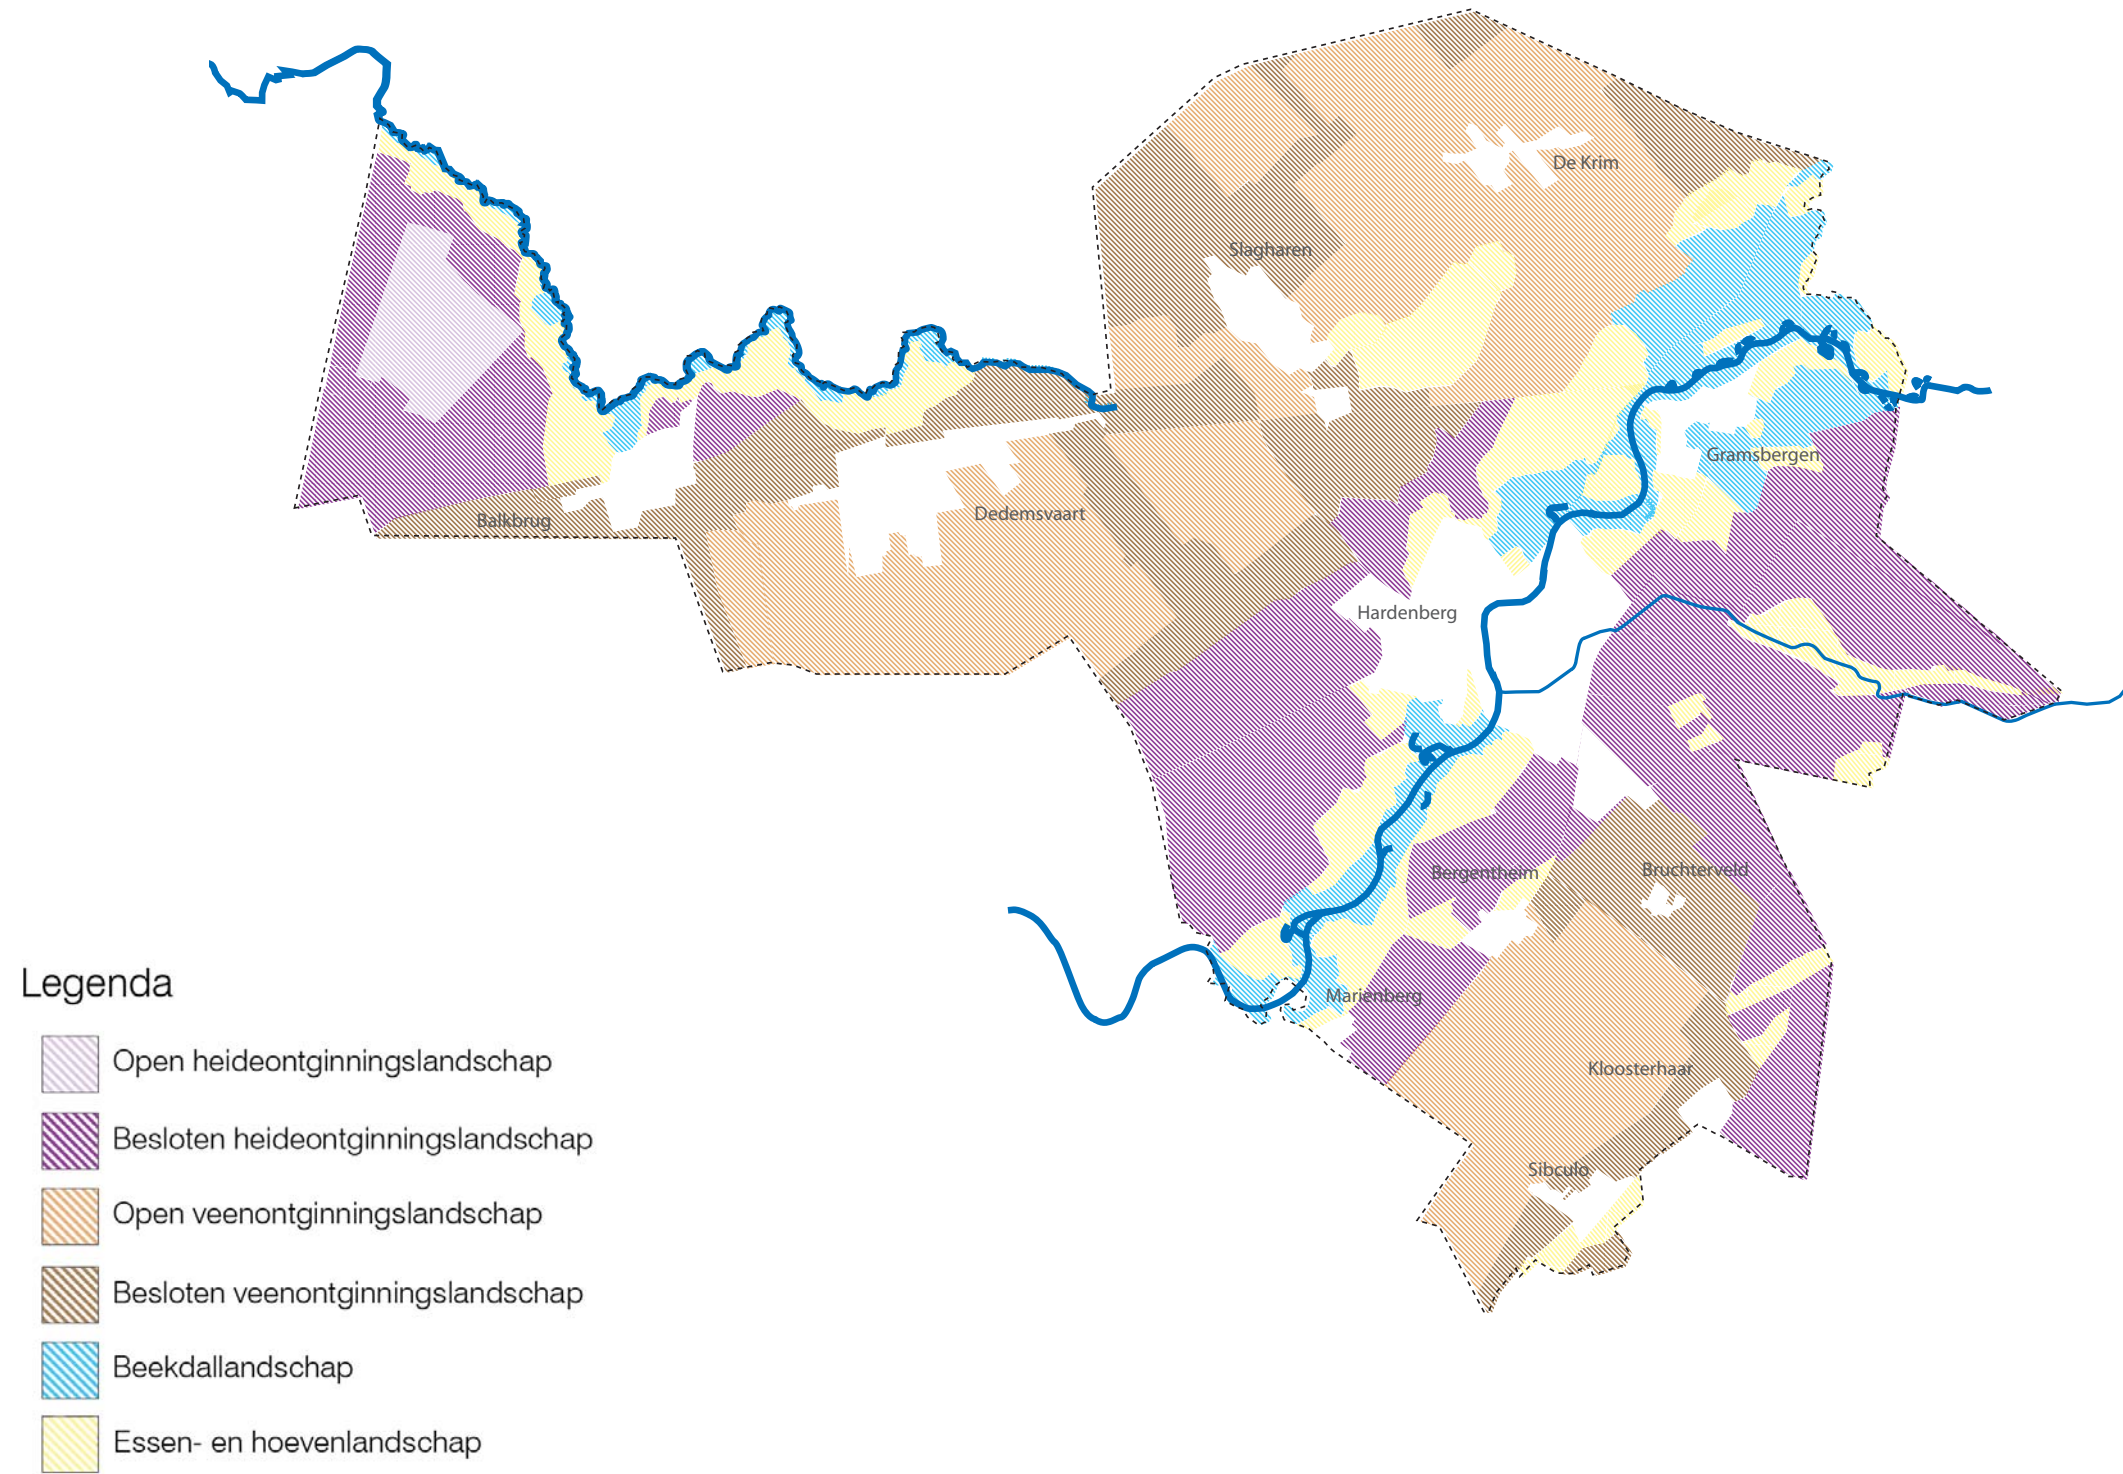 De Krim
Slagharen
Gramsbergen
Dedemsvaart
Balkbrug
Hardenberg
Bergentheim
Bruchterveld
Mariënberg
Kloosterhaar
Sibculo
Legenda
Open heideontginningslandschap
Besloten heideontginningslandschap
Open veenontginningslandschap
Besloten veenontginningslandschap
Beekdallandschap
Essen- en hoevenlandschap